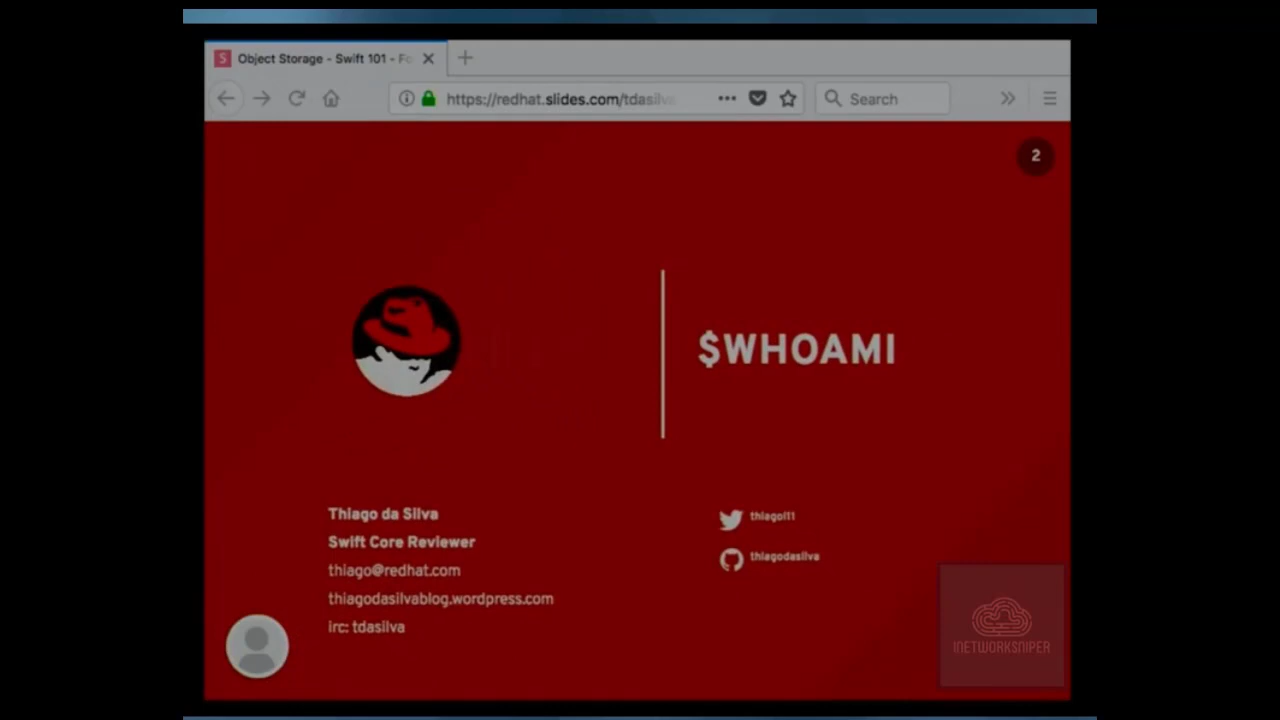 Object Storage - Swift 101 - Fo
https://redhat.slides.com/tdasilva
Search
2
$WHOAMI
Thiago da Silva
Swift Core Reviewer
thiago@redhat.com
thiagodasilvablog.wordpress.com
irc: tdasilva
thiagol11
thiagodasilva
INETWORKSNIPER